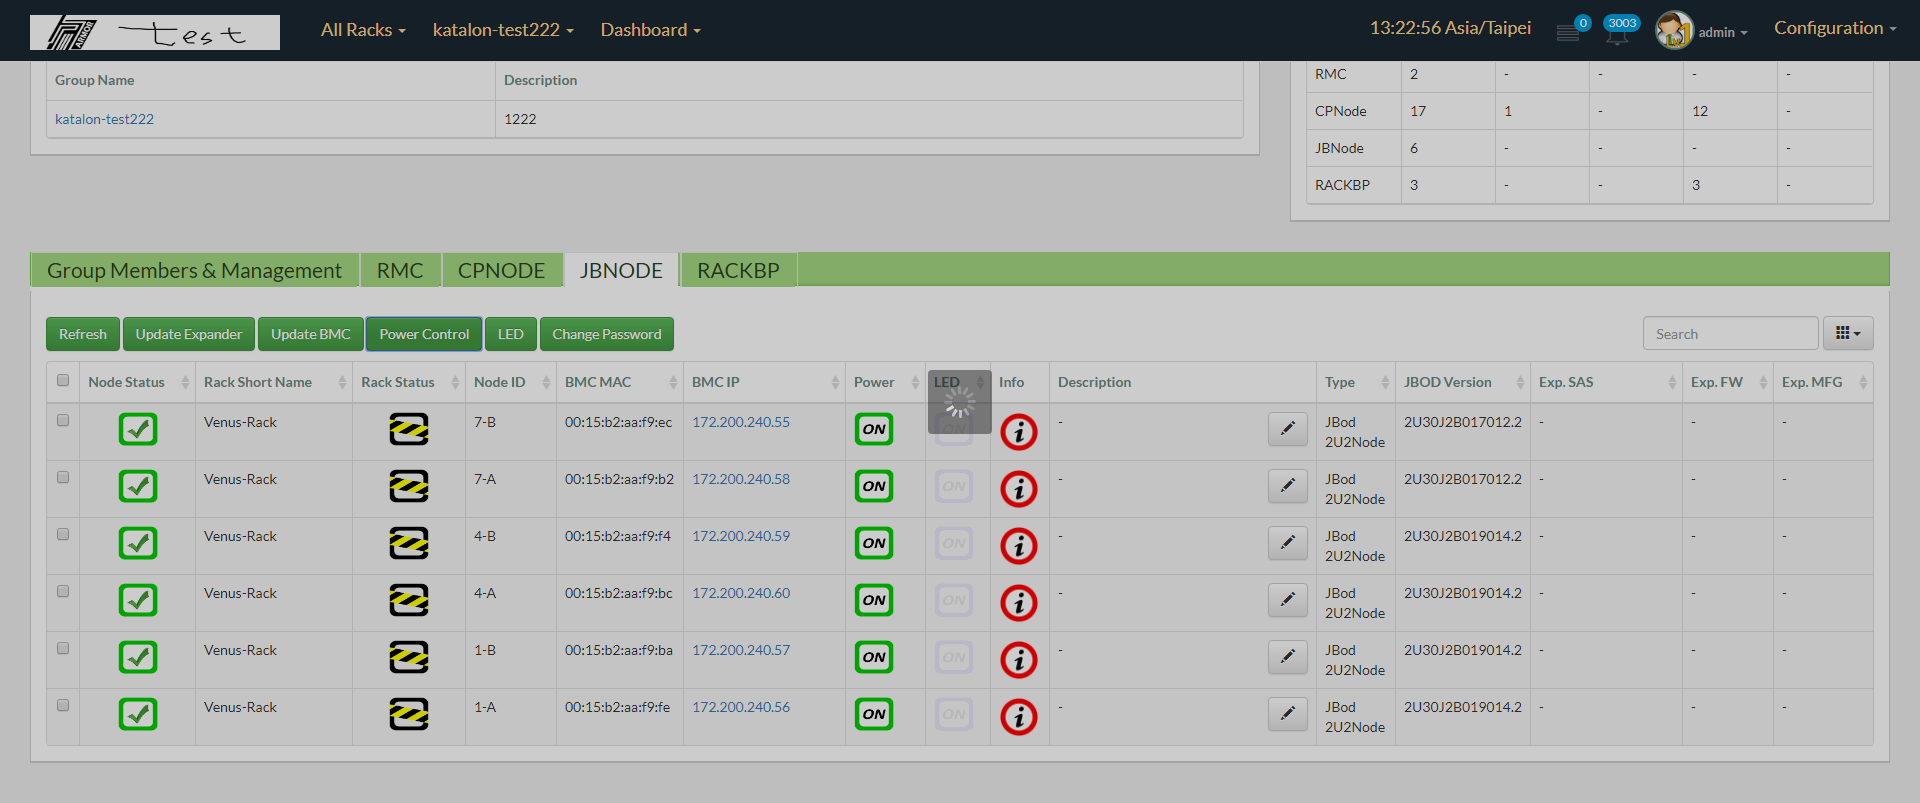 ARMOR test All Racks katalon-test222 Dashboard 13:22:56 Asia/Taipei 0 3003 admin Configuration
Group Name Description
katalon-test222 1222
RMC 2 - - - -
CPNode 17 1 - 12 -
JBNode 6 - - - -
RACKBP 3 - - 3 -
Group Members & Management RMC CPNODE JBNODE RACKBP
Refresh Update Expander Update BMC Power Control LED Change Password Search
Node Status Rack Short Name Rack Status Node ID BMC MAC BMC IP Power LED Info Description Type JBOD Version Exp. SAS Exp. FW Exp. MFG
Venus-Rack 7-B 00:15:b2:aa:f9:ec 172.200.240.55 ON ON i - JBod 2U30J2B017012.2 - - -
2U2Node
Venus-Rack 7-A 00:15:b2:aa:f9:b2 172.200.240.58 ON ON i - JBod 2U30J2B017012.2 - - -
2U2Node
Venus-Rack 4-B 00:15:b2:aa:f9:f4 172.200.240.59 ON ON i - JBod 2U30J2B019014.2 - - -
2U2Node
Venus-Rack 4-A 00:15:b2:aa:f9:bc 172.200.240.60 ON ON i - JBod 2U30J2B019014.2 - - -
2U2Node
Venus-Rack 1-B 00:15:b2:aa:f9:ba 172.200.240.57 ON ON i - JBod 2U30J2B019014.2 - - -
2U2Node
Venus-Rack 1-A 00:15:b2:aa:f9:fe 172.200.240.56 ON ON i - JBod 2U30J2B019014.2 - - -
2U2Node